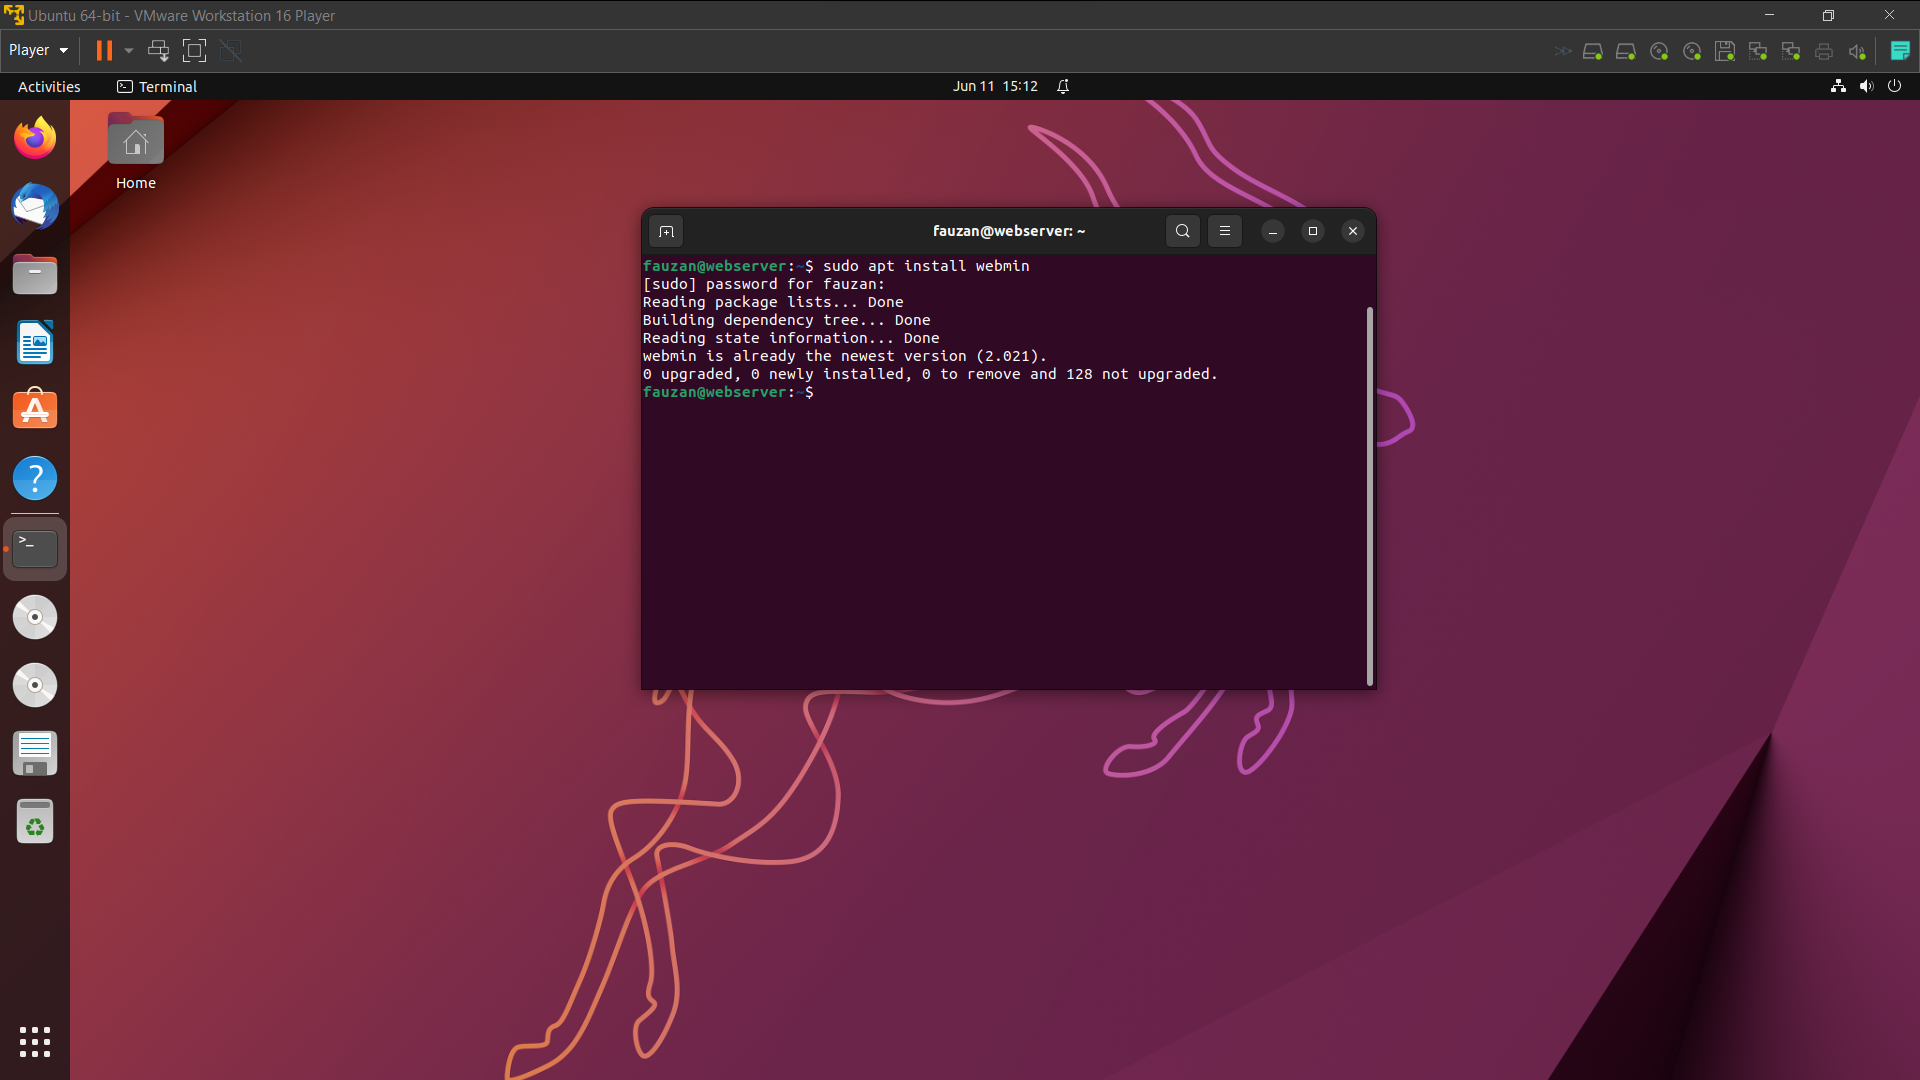 Ubuntu 64-bit - VMware Workstation 16 Player
Player
Activities
Terminal
Jun 11 15:12
Home
fauzan@webserver: ~
fauzan@webserver:~$ sudo apt install webmin
[sudo] password for fauzan:
Reading package lists... Done
Building dependency tree... Done
Reading state information... Done
webmin is already the newest version (2.021).
0 upgraded, 0 newly installed, 0 to remove and 128 not upgraded.
fauzan@webserver:~$